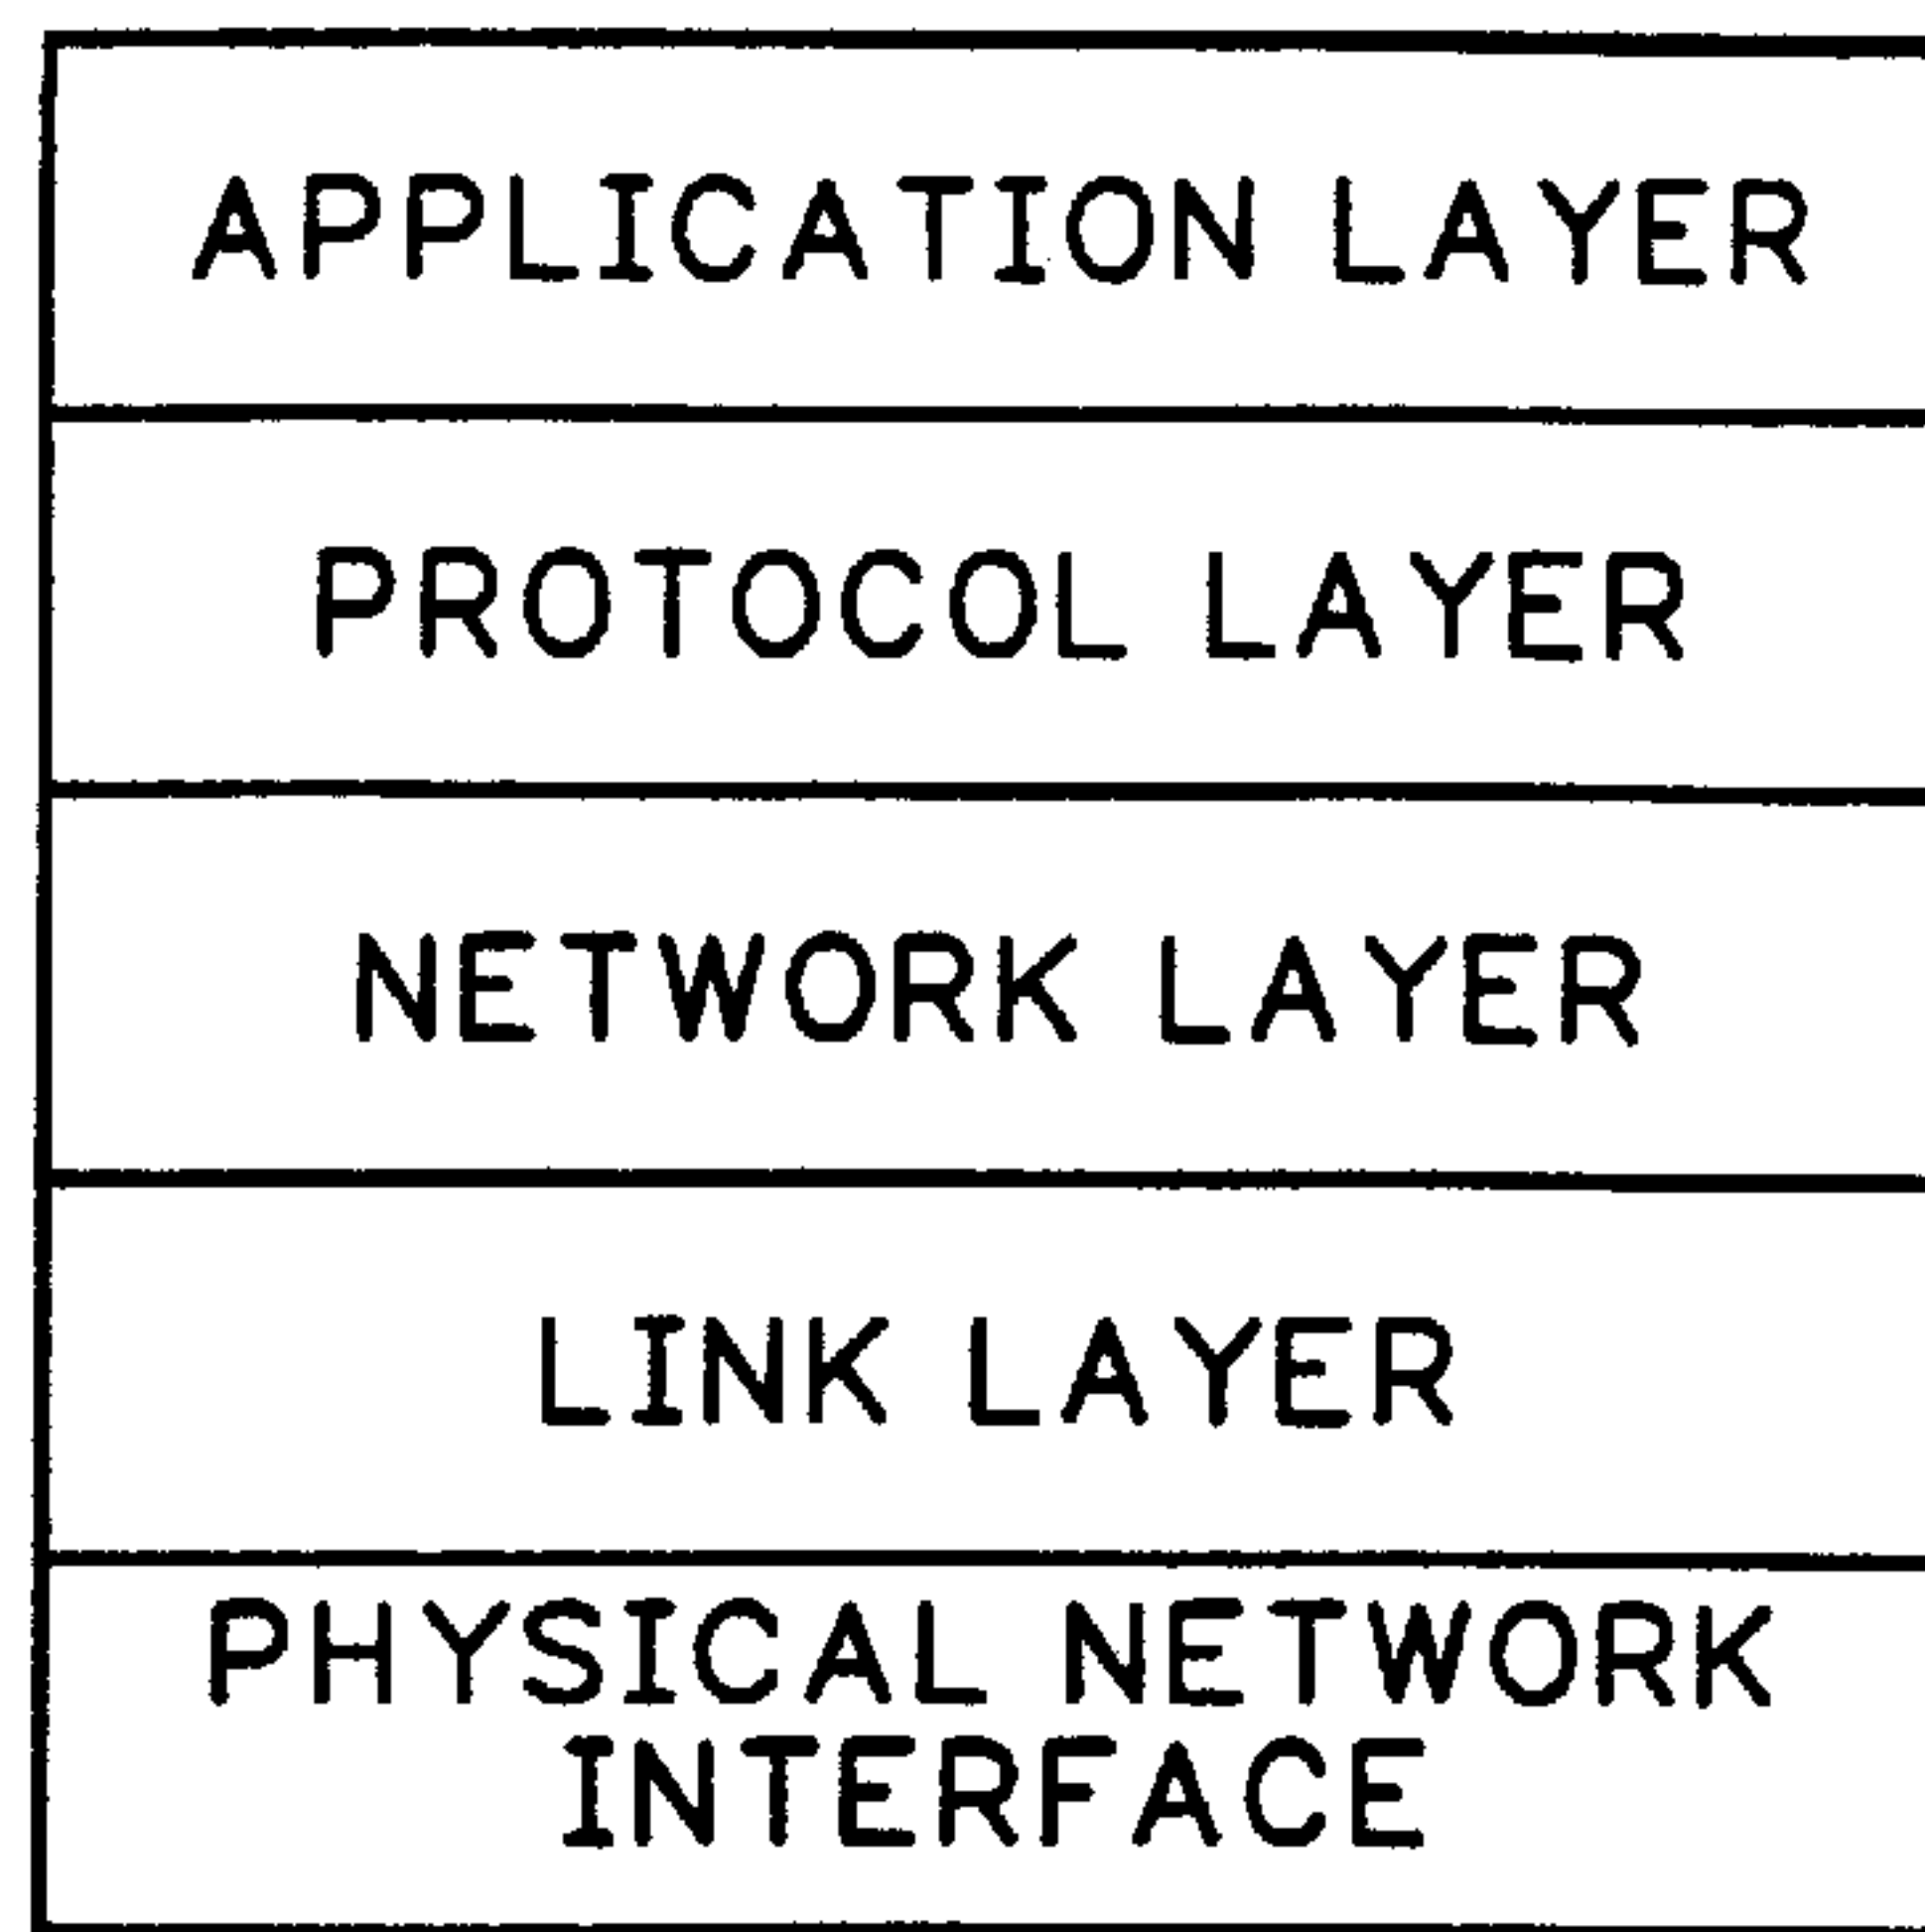 APPLICATION LAYER
PROTOCOL LAYER
NETWORK LAYER
LINK LAYER
PHYSICAL NETWORK
INTERFACE